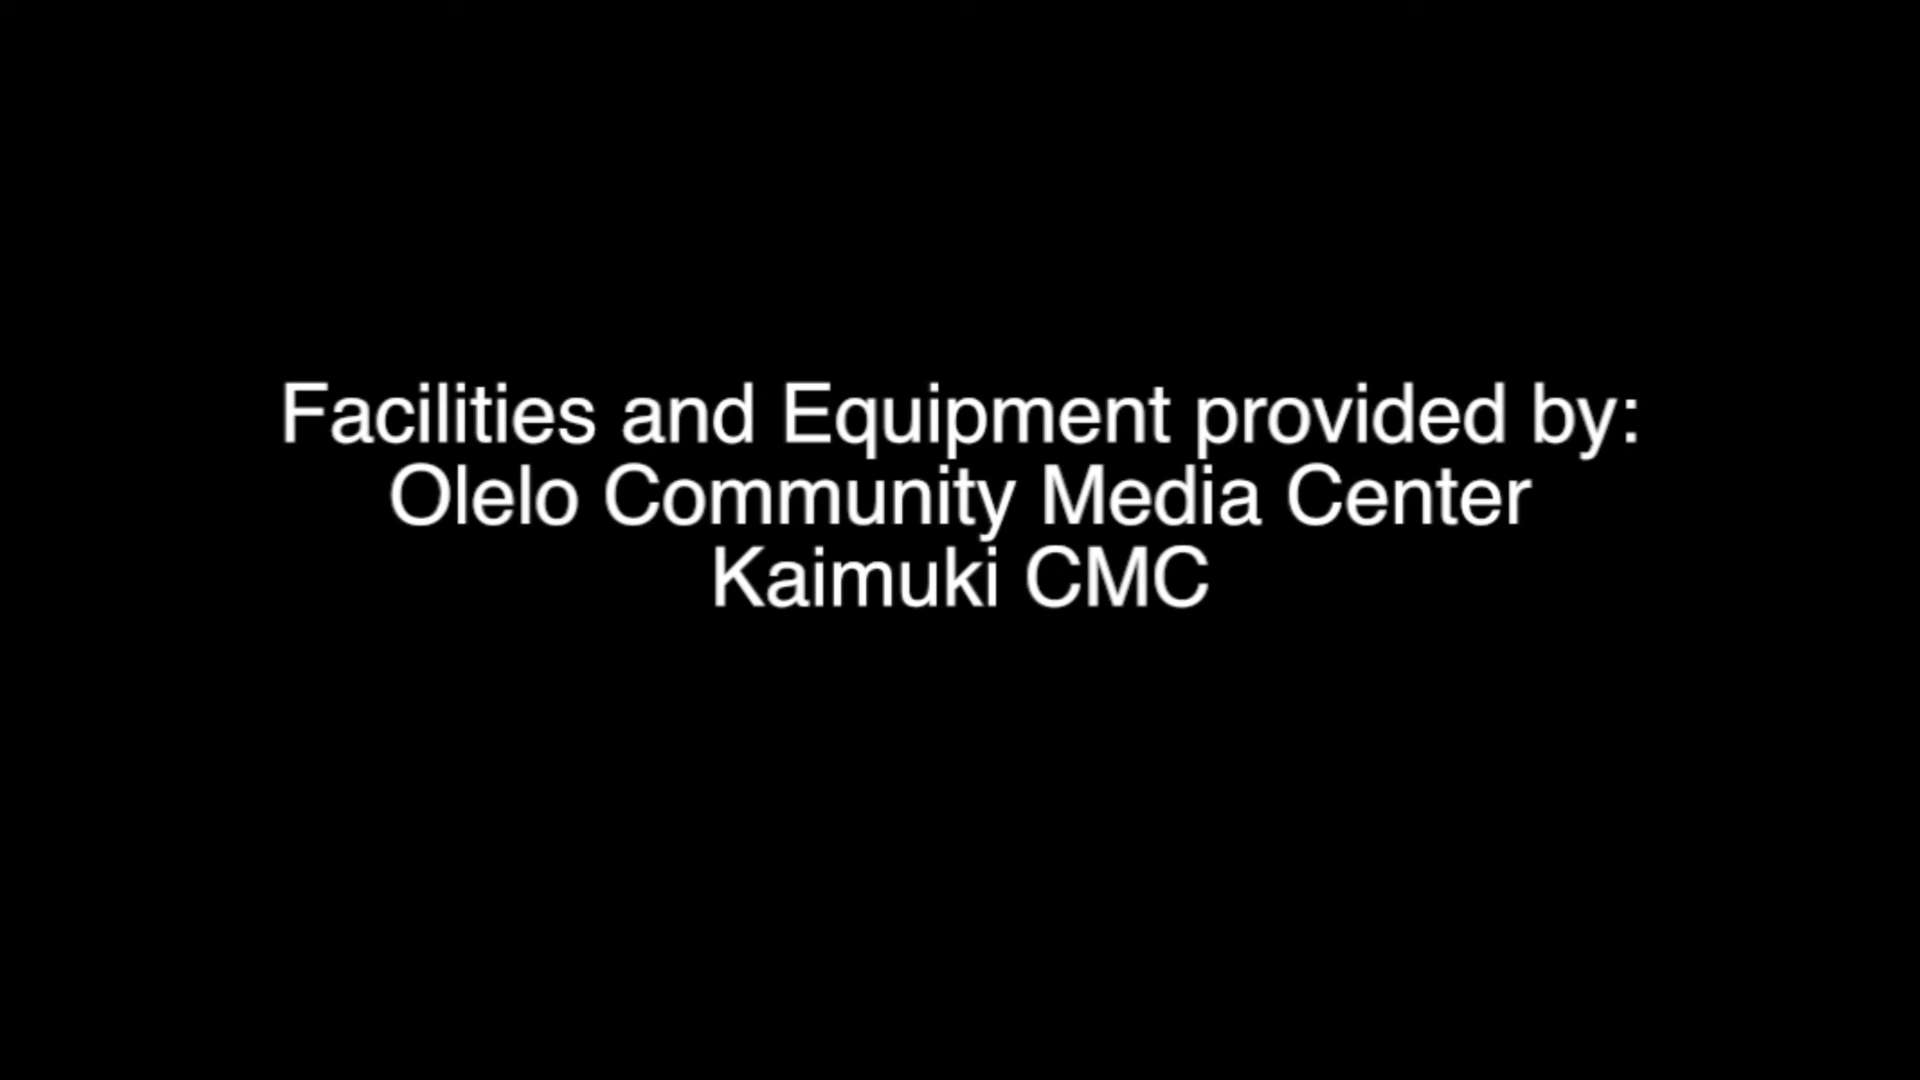 Facilities and Equipment provided by:
Olelo Community Media Center
Kaimuki CMC